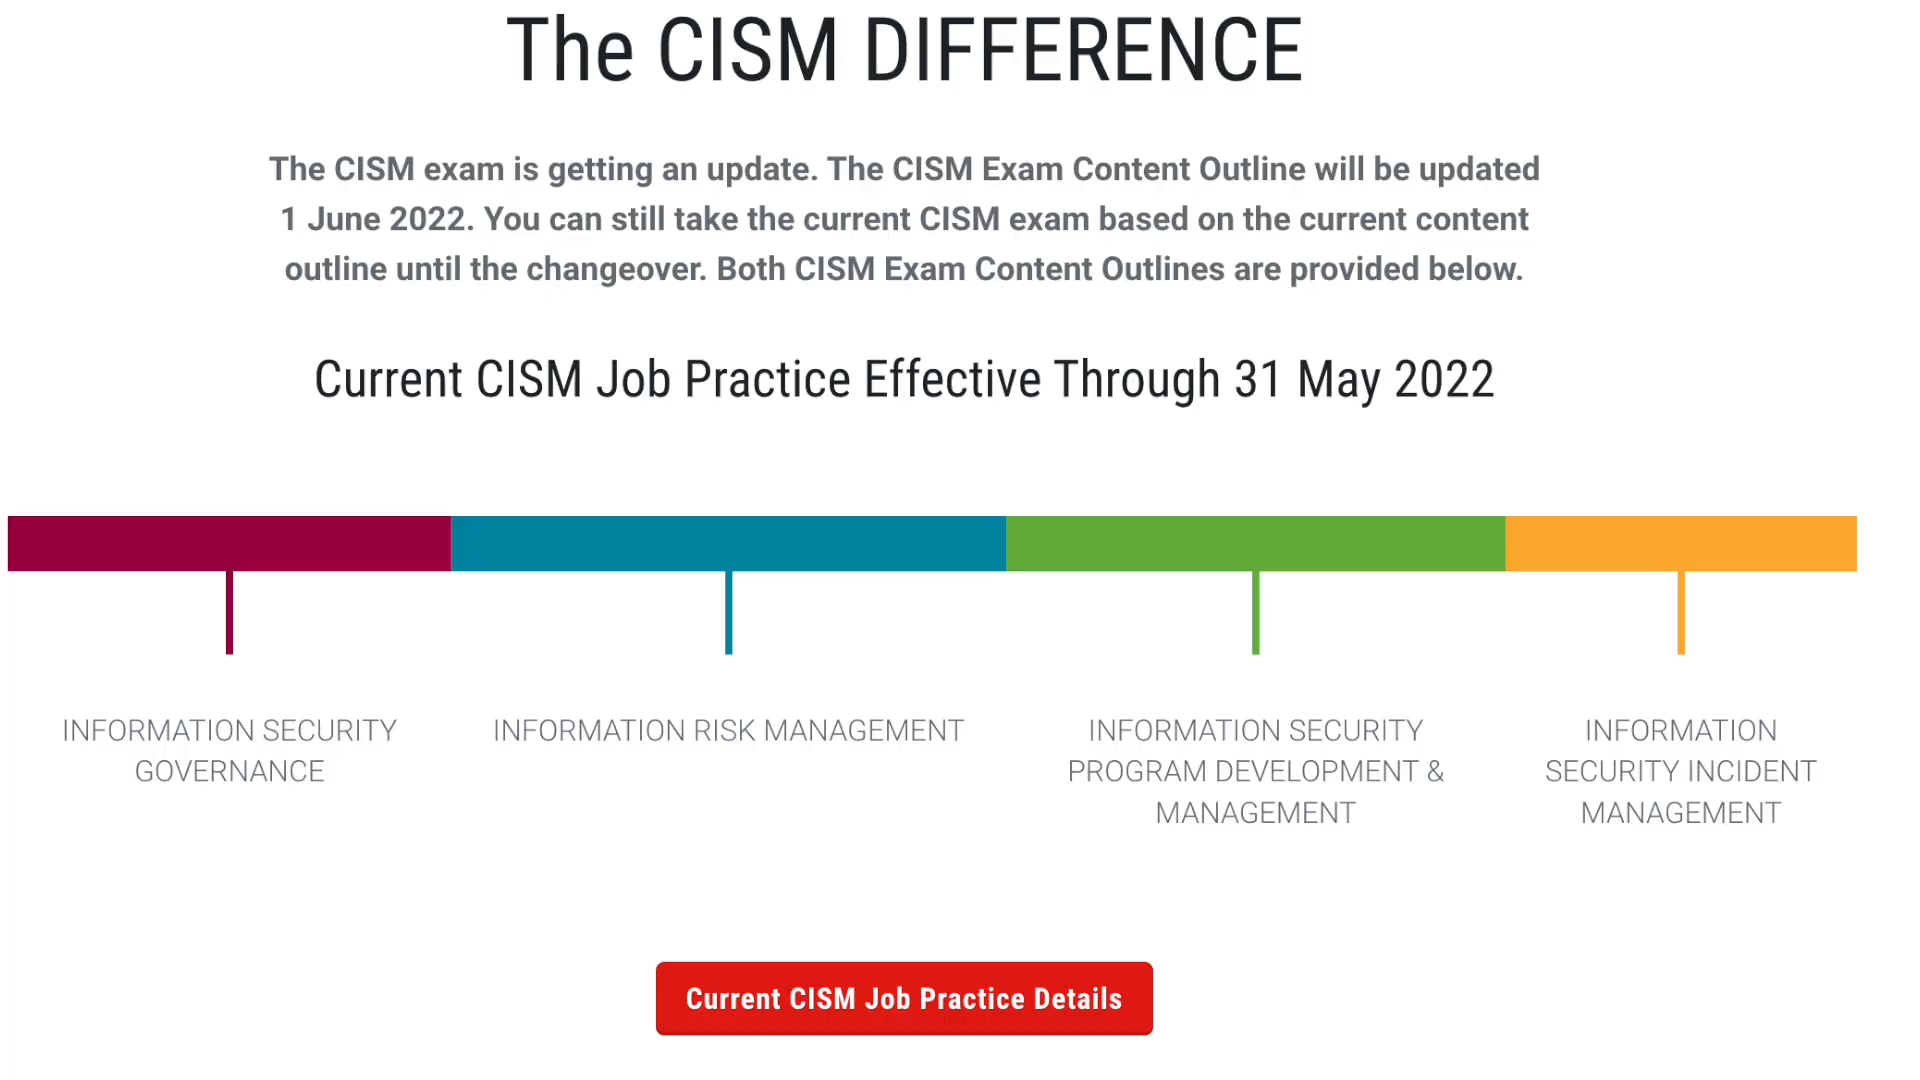 The CISM DIFFERENCE
The CISM exam is getting an update. The CISM Exam Content Outline will be updated
1 June 2022. You can still take the current CISM exam based on the current content
outline until the changeover. Both CISM Exam Content Outlines are provided below.
Current CISM Job Practice Effective Through 31 May 2022
INFORMATION SECURITY
GOVERNANCE
INFORMATION RISK MANAGEMENT
INFORMATION SECURITY
PROGRAM DEVELOPMENT &
MANAGEMENT
INFORMATION
SECURITY INCIDENT
MANAGEMENT
Current CISM Job Practice Details